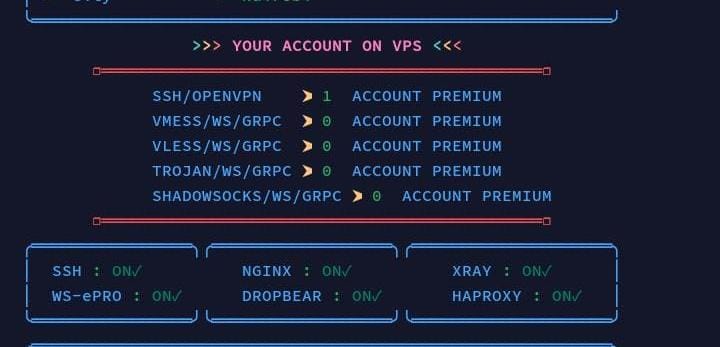 >>> YOUR ACCOUNT ON VPS <<<
SSH/OPENVPN ➤ 1 ACCOUNT PREMIUM
VMESS/WS/GRPC ➤ 0 ACCOUNT PREMIUM
VLESS/WS/GRPC ➤ 0 ACCOUNT PREMIUM
TROJAN/WS/GRPC ➤ 0 ACCOUNT PREMIUM
SHADOWSOCKS/WS/GRPC ➤ 0 ACCOUNT PREMIUM
SSH : ON✓ NGINX : ON✓ XRAY : ON✓
WS-ePRO : ON✓ DROPBEAR : ON✓ HAPROXY : ON✓